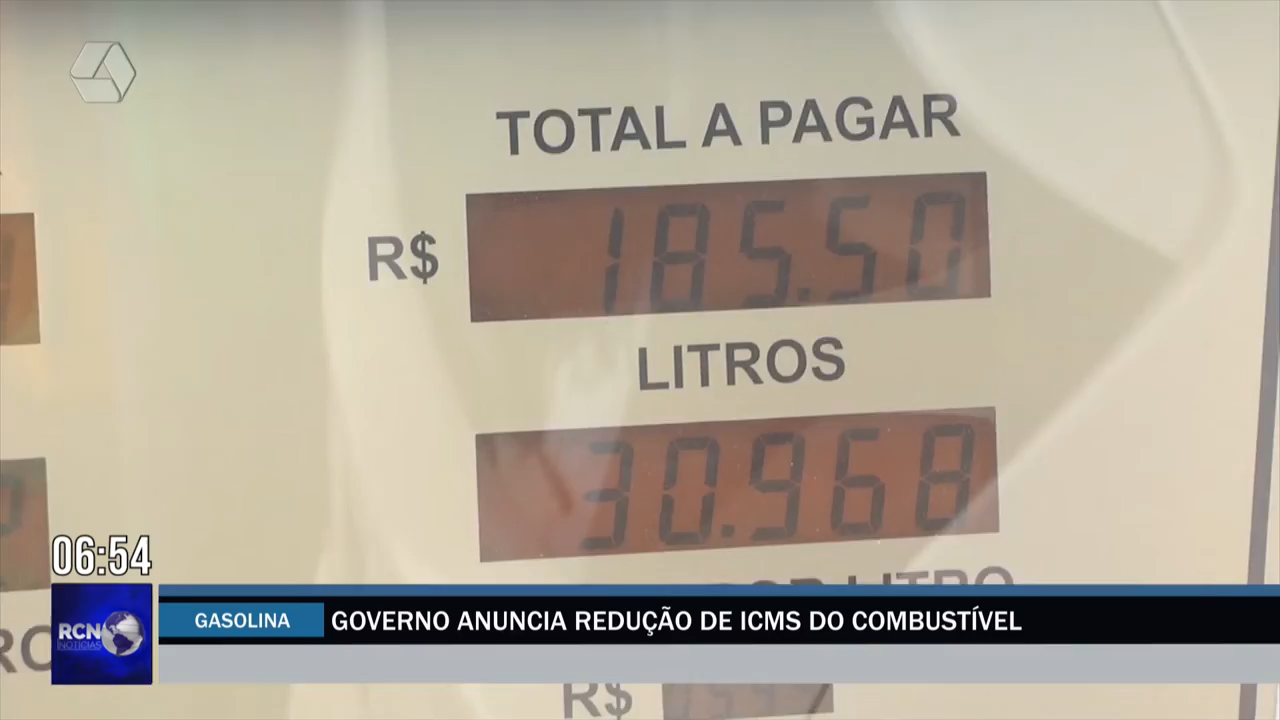 TOTAL A PAGAR
R$ 185.50
LITROS
30.968
06:54
RCN
NOTÍCIAS
GASOLINA
GOVERNO ANUNCIA REDUÇÃO DE ICMS DO COMBUSTÍVEL
R$